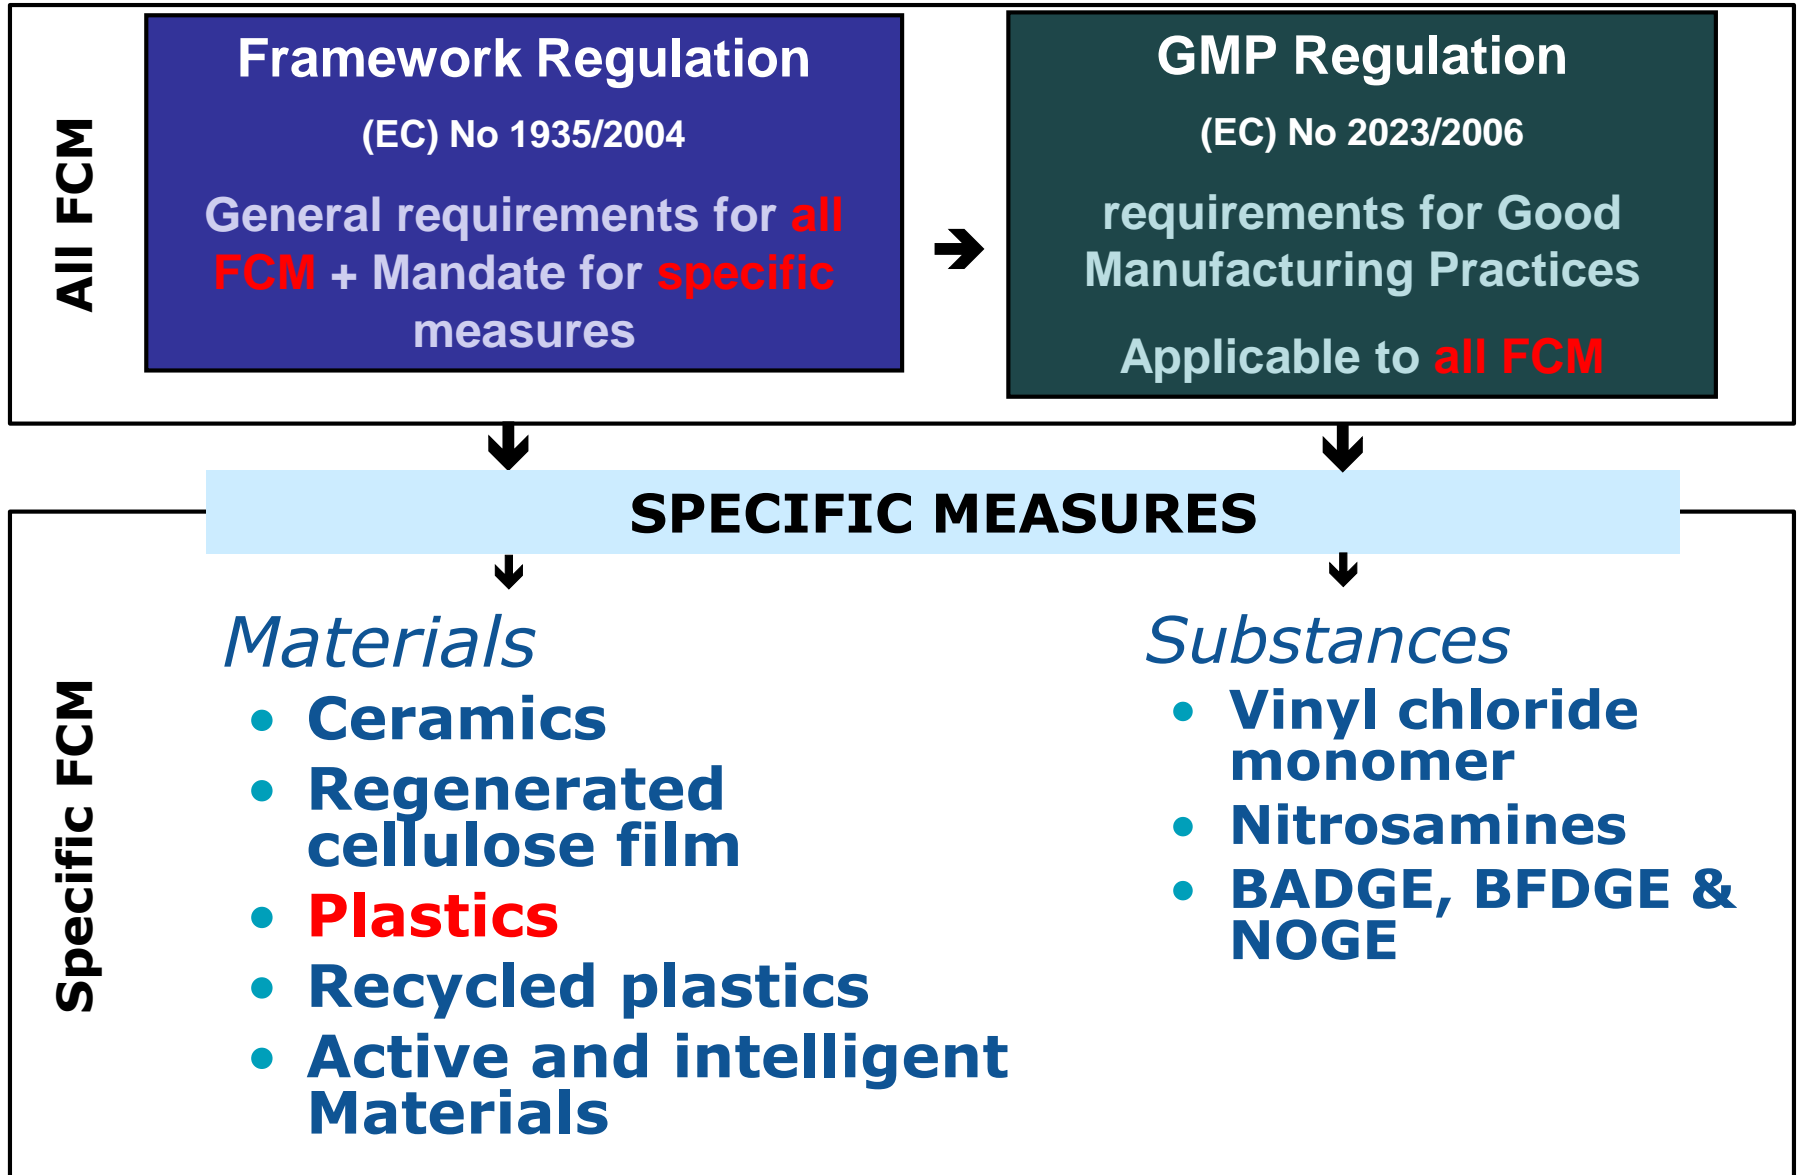 All FCM
Framework Regulation
(EC) No 1935/2004
General requirements for all
FCM + Mandate for specific
measures
GMP Regulation
(EC) No 2023/2006
requirements for Good
Manufacturing Practices
Applicable to all FCM
SPECIFIC MEASURES
Specific FCM
Materials
• Ceramics
• Regenerated
cellulose film
• Plastics
• Recycled plastics
• Active and intelligent
Materials
Substances
• Vinyl chloride
monomer
• Nitrosamines
• BADGE, BFDGE &
NOGE